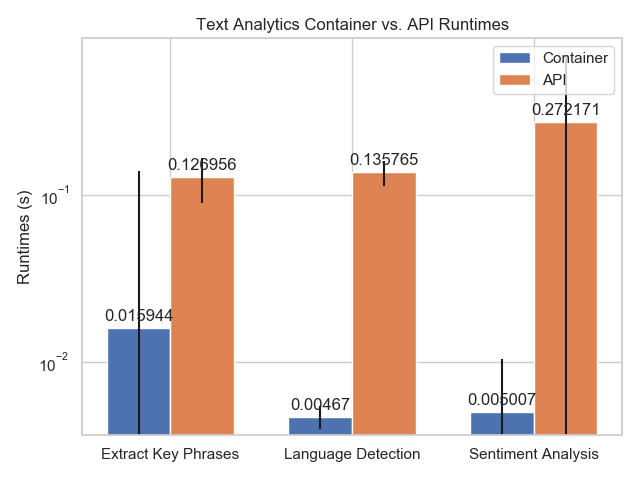 Text Analytics Container vs. API Runtimes
Container
API
0.272171
0.126956
0.135765
10⁻¹
Runtimes (s)
0.015944
10⁻²
0.00467
0.005007
Extract Key Phrases
Language Detection
Sentiment Analysis